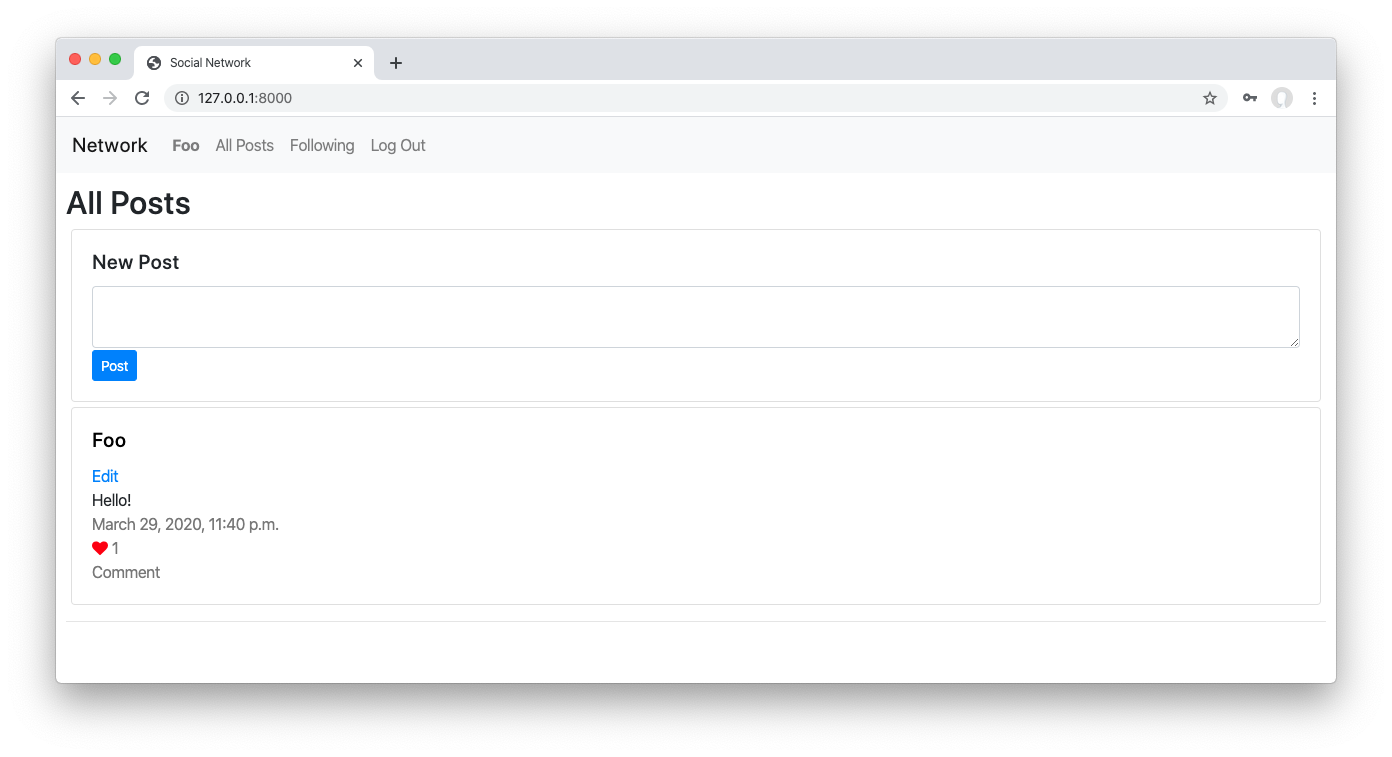 Social Network
127.0.0.1:8000
Network Foo All Posts Following Log Out
All Posts
New Post
Post
Foo
Edit
Hello!
March 29, 2020, 11:40 p.m.
1
Comment